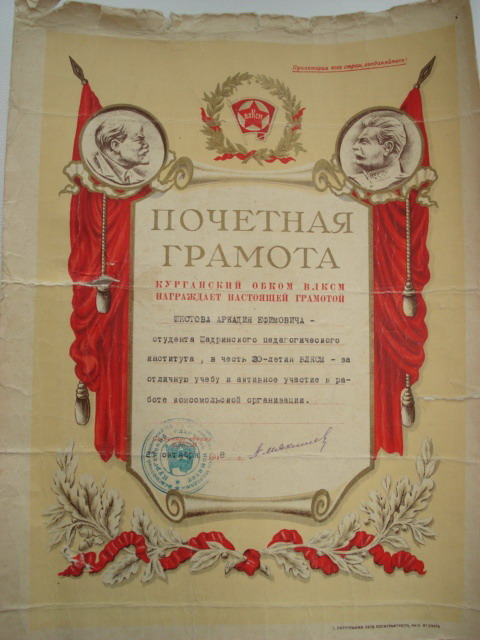 Пролетарии всех стран, соединяйтесь!
ВЛКСМ
ПОЧЕТНАЯ
ГРАМОТА
КУРГАНСКИЙ ОБКОМ ВЛКСМ
НАГРАЖДАЕТ НАСТОЯЩЕЙ ГРАМОТОЙ
ШЕСТОВА АРКАДИЯ ЕФИМОВИЧА -
студента Шадринского педагогического
института , в честь 30-летия ВЛКСМ - за
отличную учебу и активное участие в ра-
боте комсомольской организации.
октября